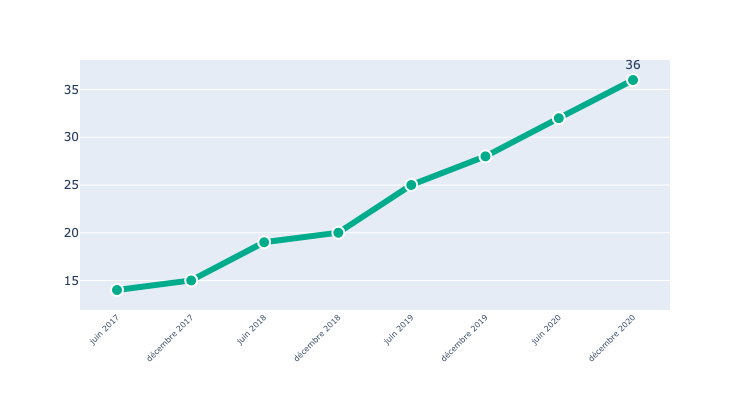 36
35
30
25
20
15
juin 2017
décembre 2017
juin 2018
décembre 2018
juin 2019
décembre 2019
juin 2020
décembre 2020